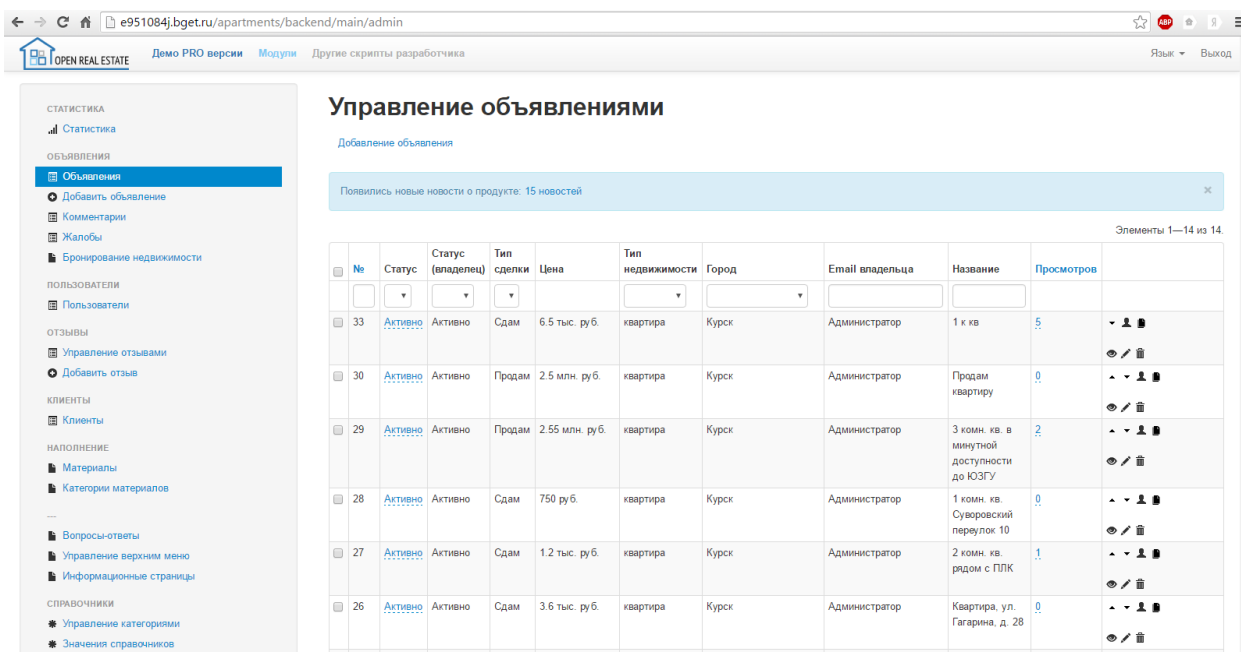 e951084j.bget.ru/apartments/backend/main/admin
ABP
OPEN REAL ESTATE Демо PRO версии Модули Другие скрипты разработчика Язык Выход
СТАТИСТИКА
Статистика
ОБЪЯВЛЕНИЯ
Объявления
Добавить объявление
Комментарии
Жалобы
Бронирование недвижимости
ПОЛЬЗОВАТЕЛИ
Пользователи
ОТЗЫВЫ
Управление отзывами
Добавить отзыв
КЛИЕНТЫ
Клиенты
НАПОЛНЕНИЕ
Материалы
Категории материалов
...
Вопросы-ответы
Управление верхним меню
Информационные страницы
СПРАВОЧНИКИ
Управление категориями
Значения справочников
Управление объявлениями
Добавление объявления
Появились новые новости о продукте: 15 новостей ×
Элементы 1—14 из 14.
№ Статус Статус (владелец) Тип сделки Цена Тип недвижимости Город Email владельца Название Просмотров
33 Активно Активно Сдам 6.5 тыс. руб. квартира Курск Администратор 1 к кв 5
30 Активно Активно Продам 2.5 млн. руб. квартира Курск Администратор Продам 0
квартиру
29 Активно Активно Продам 2.55 млн. руб. квартира Курск Администратор 3 комн. кв. в 2
минутной
доступности
до ЮЗГУ
28 Активно Активно Сдам 750 руб. квартира Курск Администратор 1 комн. кв. 0
Суворовский
переулок 10
27 Активно Активно Сдам 1.2 тыс. руб. квартира Курск Администратор 2 комн. кв. 1
рядом с ПЛК
26 Активно Активно Сдам 3.6 тыс. руб. квартира Курск Администратор Квартира, ул. 0
Гагарина, д. 28